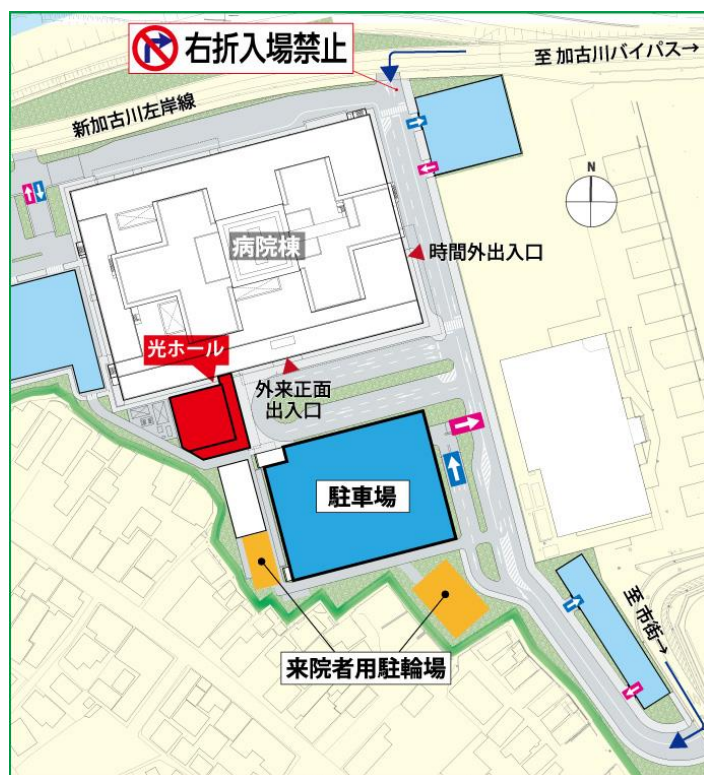 右折入場禁止
至 加古川バイパス→
新加古川左岸線
N
病院棟
時間外出入口
光ホール
外来正面
出入口
駐車場
至 市街→
来院者用駐輪場